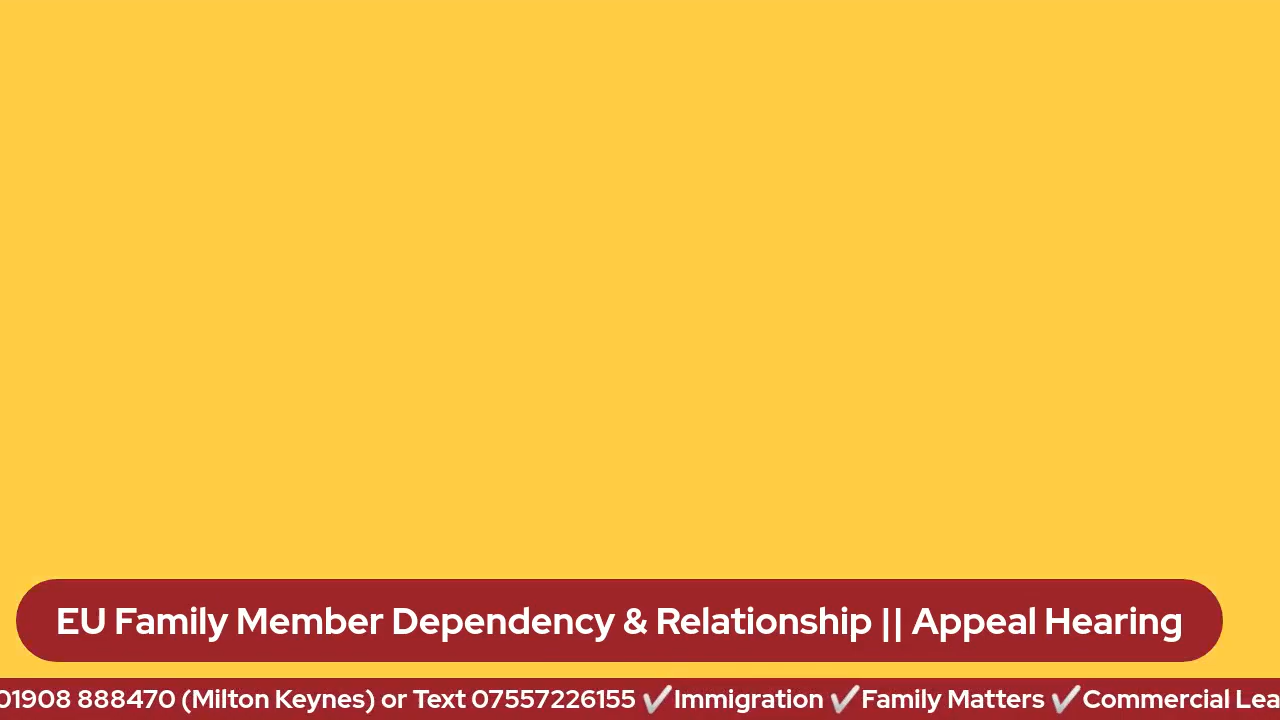 EU Family Member Dependency & Relationship || Appeal Hearing
01908 888470 (Milton Keynes) or Text 07557226155 ✔Immigration ✔Family Matters ✔Commercial